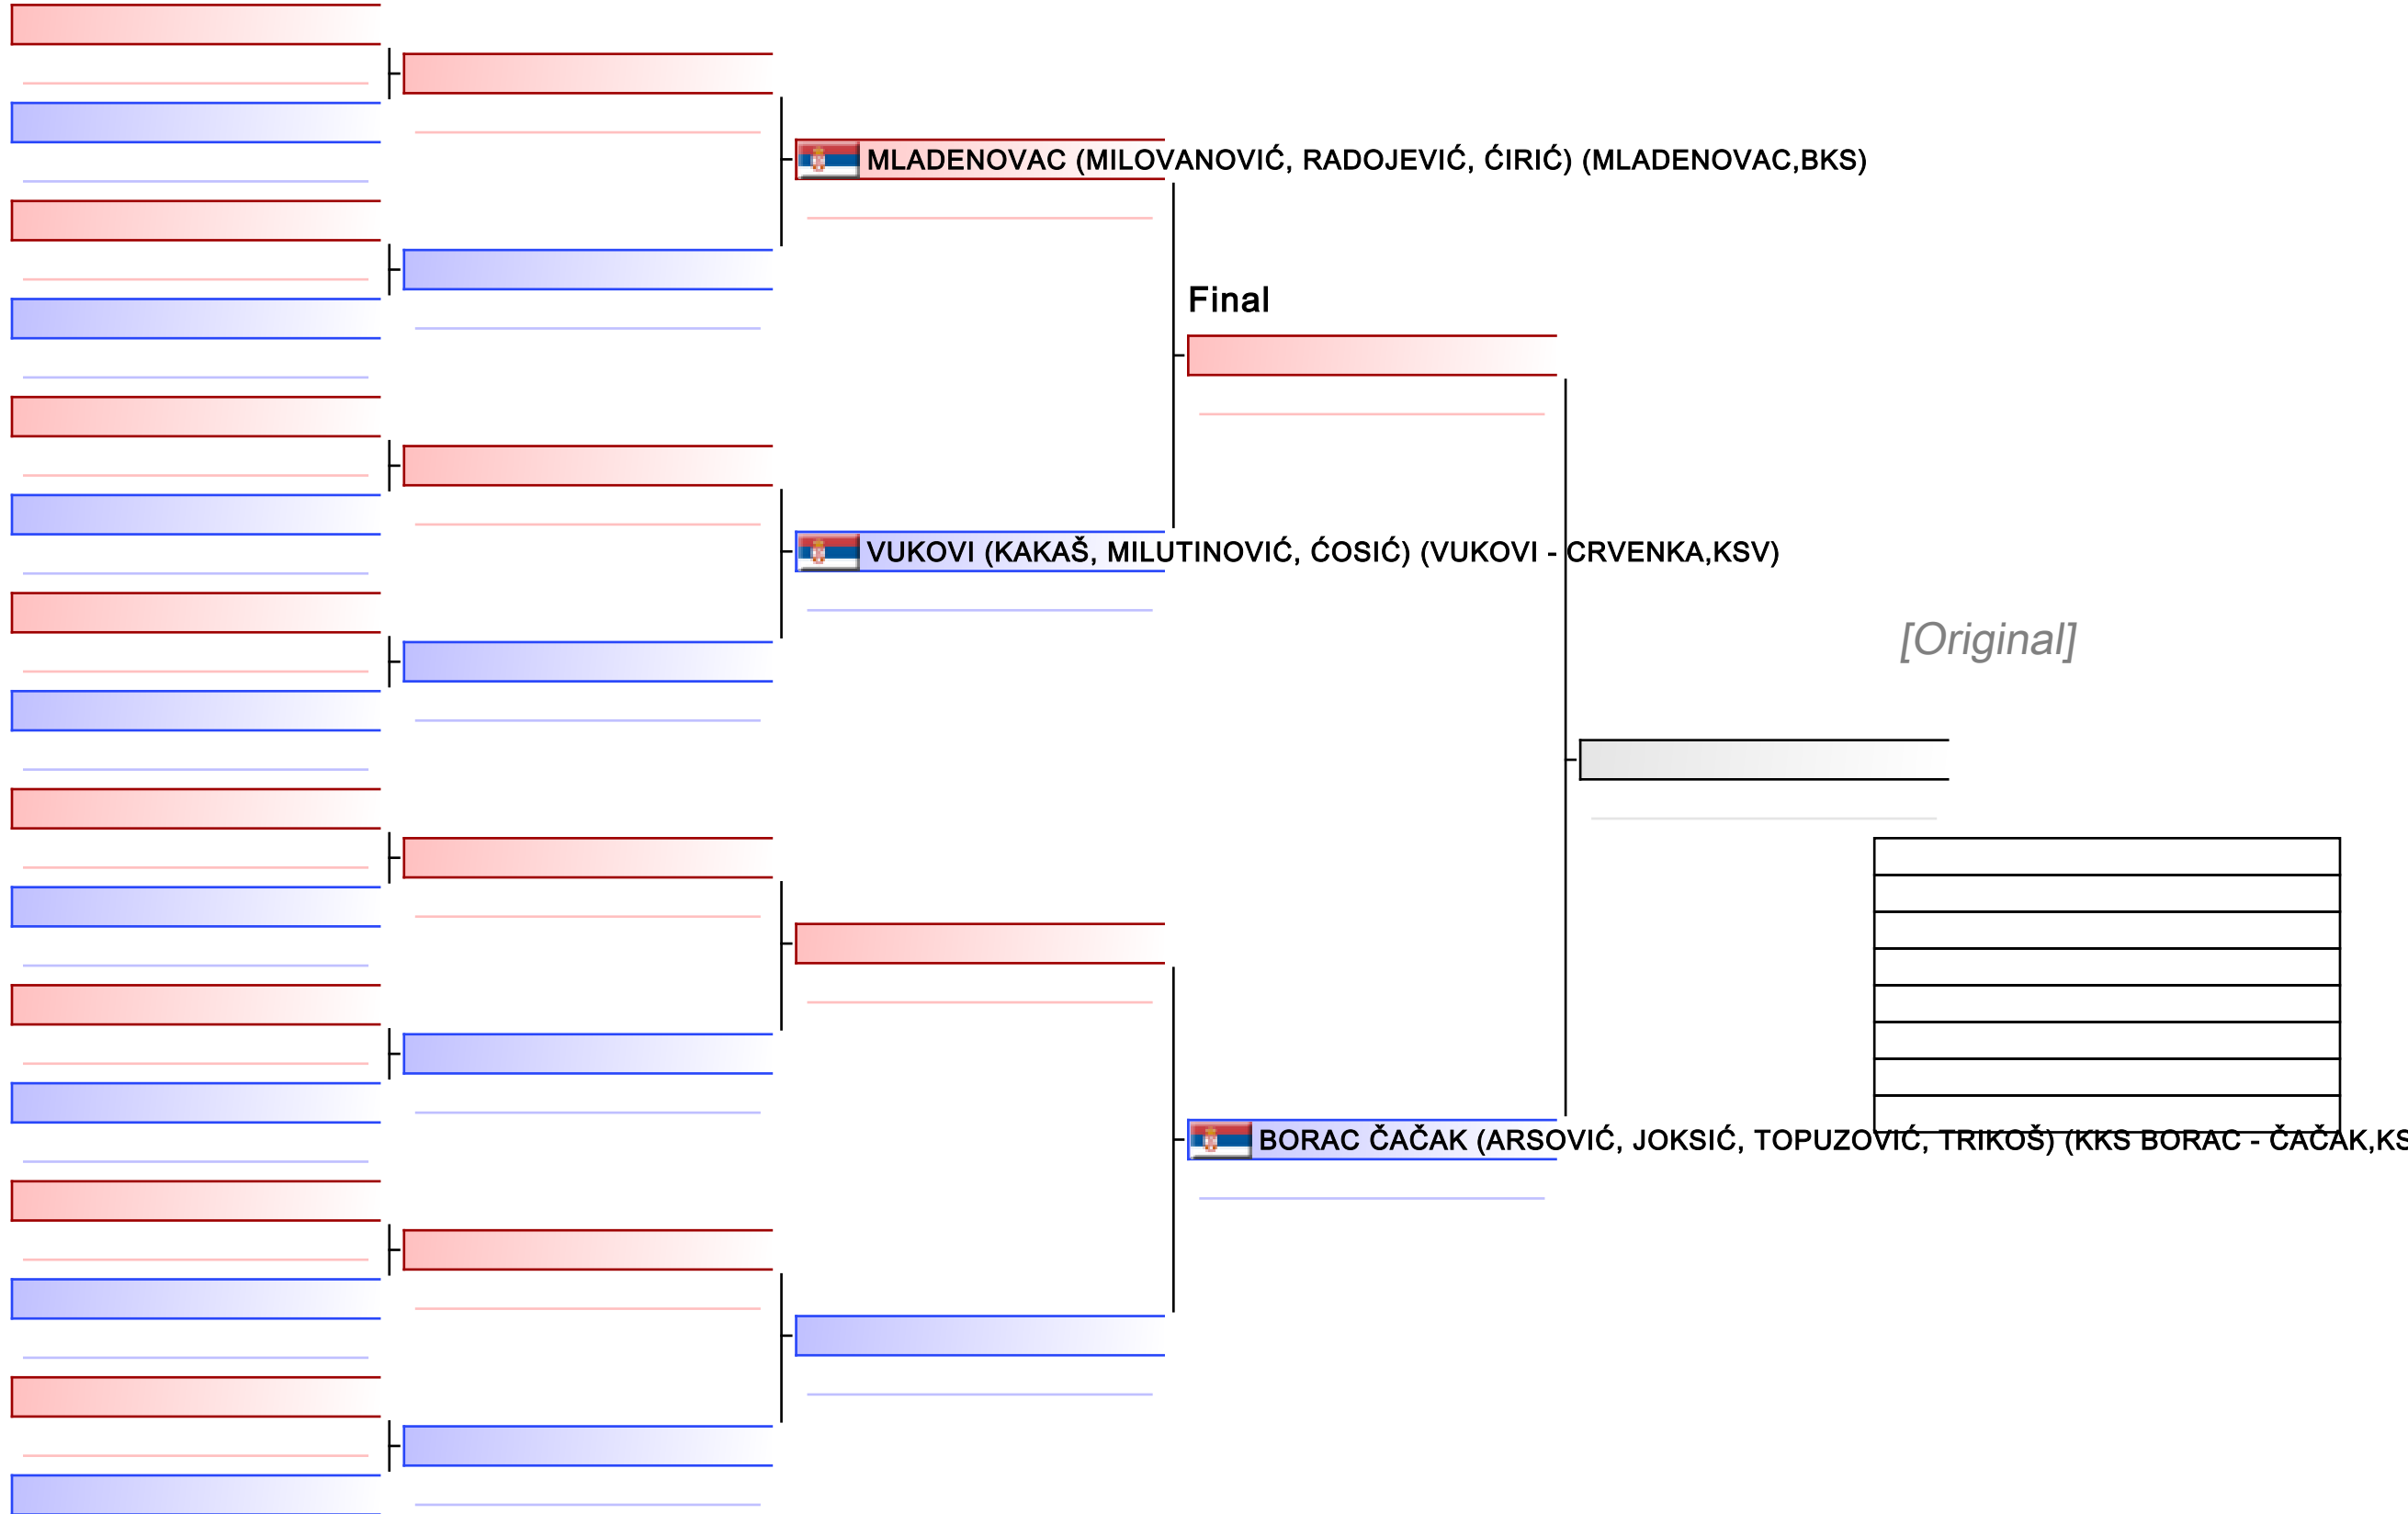 MLADENOVAC (MILOVANOVIĆ, RADOJEVIĆ, ĆIRIĆ) (MLADENOVAC,BKS)
Final
VUKOVI (KAKAŠ, MILUTINOVIĆ, ĆOSIĆ) (VUKOVI - CRVENKA,KSV)
[Original]
BORAC ČAČAK (ARSOVIĆ, JOKSIĆ, TOPUZOVIĆ, TRIKOŠ) (KKS BORAC - ČAČAK,KS